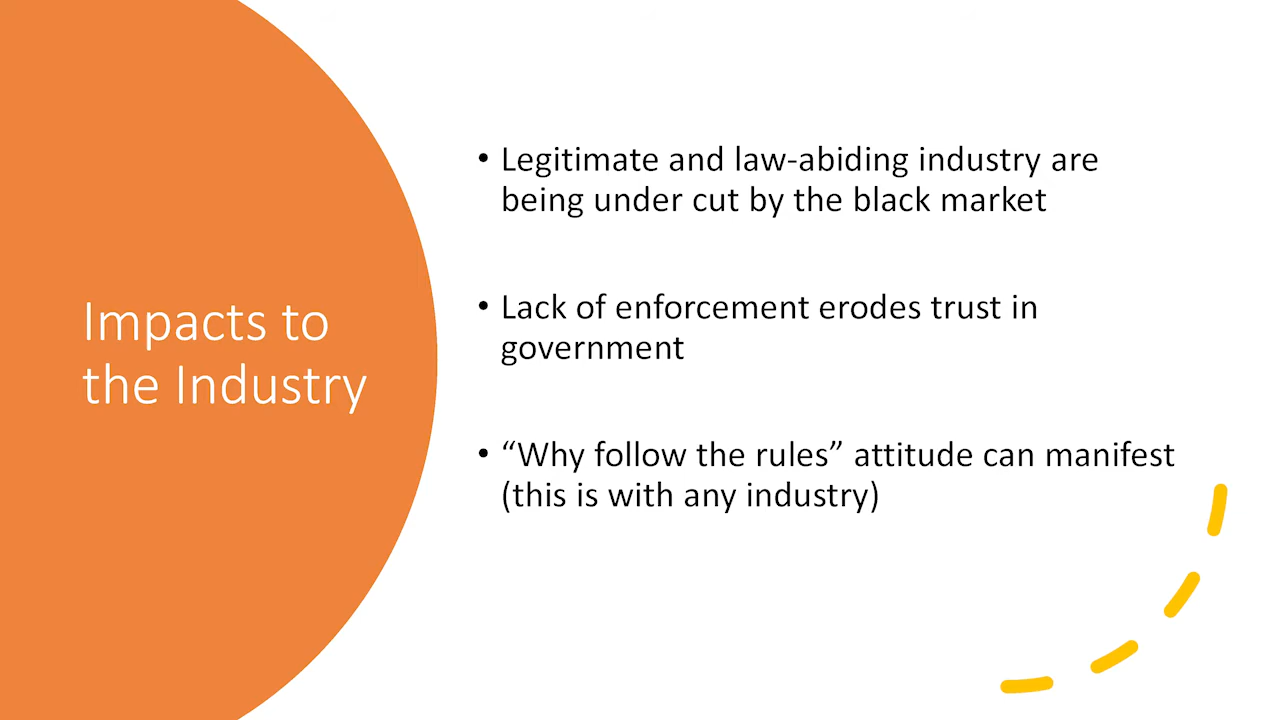 Impacts to
the Industry
• Legitimate and law-abiding industry are
being under cut by the black market
• Lack of enforcement erodes trust in
government
• “Why follow the rules” attitude can manifest
(this is with any industry)